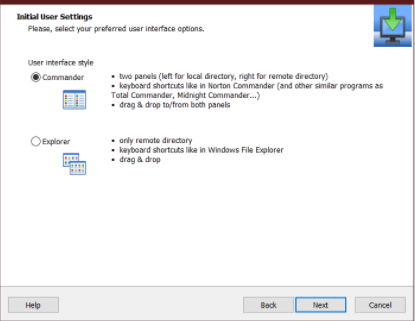 Initial User Settings
Please, select your preferred user interface options.
User interface style
Commander
• two panels (left for local directory, right for remote directory)
• keyboard shortcuts like in Norton Commander (and other similar programs as
Total Commander, Midnight Commander...)
• drag & drop to/from both panels
Explorer
• only remote directory
• keyboard shortcuts like in Windows File Explorer
• drag & drop
Help
Back
Next
Cancel